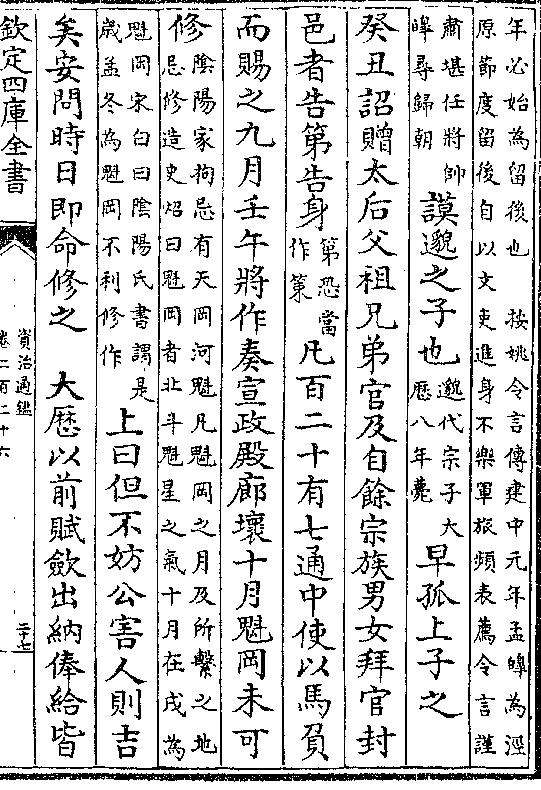 年必始為留後也　按姚令言傳建中元年孟皥為涇
原節度留後自以文吏進身不樂軍旅頻表薦令言謹
肅堪任將帥
皥尋歸朝
謨邈之子也
邈代宗子大
歷八年薨
早孤上子之
癸丑詔贈太后父祖兄弟官及自餘宗族男女拜官封
邑者告第告身
第恐當
作策
凡百二十有七通中使以馬負
而賜之九月壬午將作奏宣政殿廊壞十月魁岡未可
修
陰陽家拘忌有天岡河魁凡魁岡之月及所繫之地
忌修造史炤曰魁岡者北斗魁星之氣十月在戌為
魁岡宋白曰陰陽氏書謂是
歲孟冬為魁岡不利修作
上曰但不妨公害人則吉
矣安問時日即命修之　大歷以前賦斂出納俸給皆
欽定四庫全書
資治通鑑
卷二百二十六
二十七